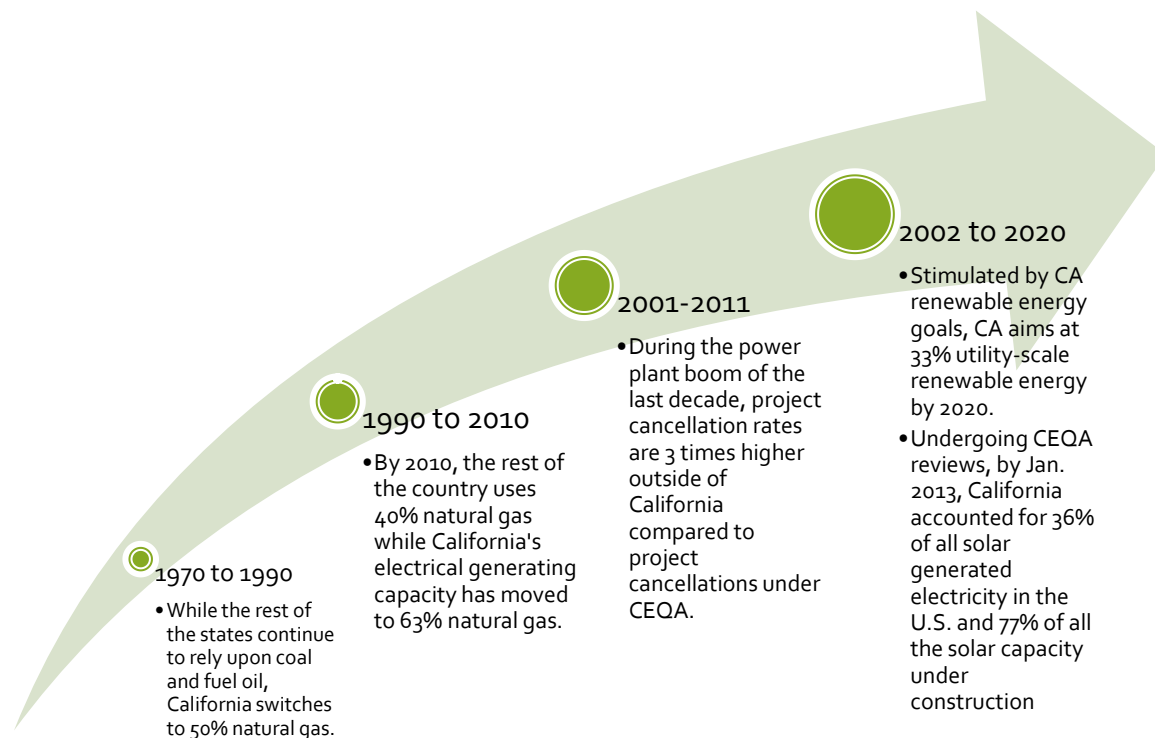 1970 to 1990
•While the rest of
the states continue
to rely upon coal
and fuel oil,
California switches
to 50% natural gas.
1990 to 2010
•By 2010, the rest of
the country uses
40% natural gas
while California's
electrical generating
capacity has moved
to 63% natural gas.
2001-2011
•During the power
plant boom of the
last decade, project
cancellation rates
are 3 times higher
outside of
California
compared to
project
cancellations under
CEQA.
2002 to 2020
•Stimulated by CA
renewable energy
goals, CA aims at
33% utility-scale
renewable energy
by 2020.
•Undergoing CEQA
reviews, by Jan.
2013, California
accounted for 36%
of all solar
generated
electricity in the
U.S. and 77% of all
the solar capacity
under
construction